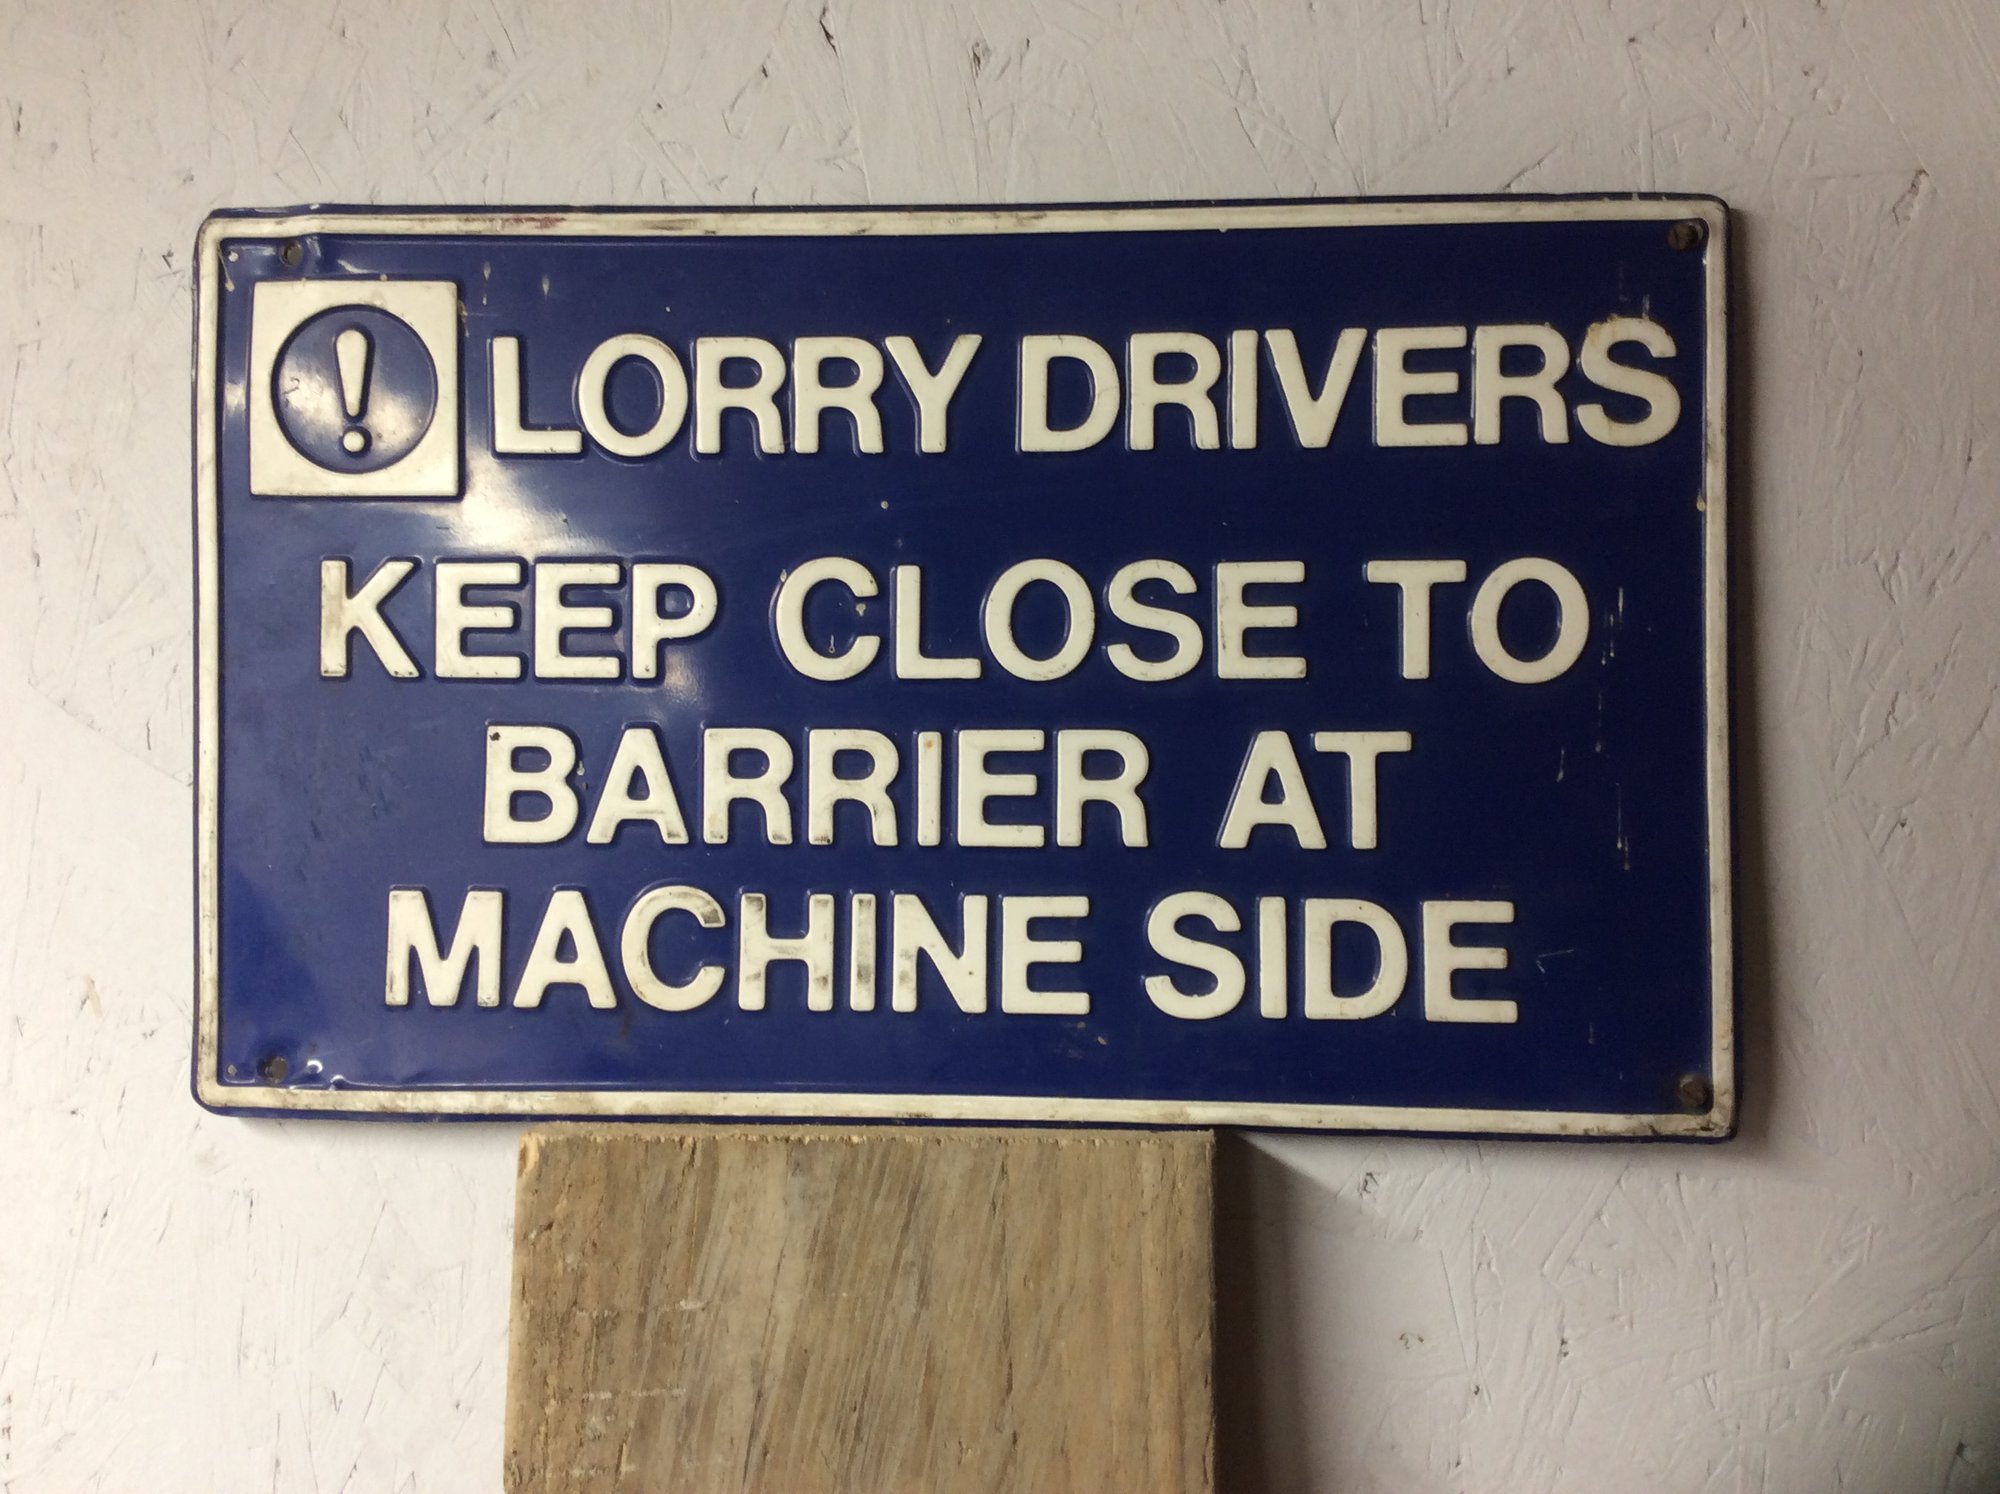 ! LORRY DRIVERS
KEEP CLOSE TO
BARRIER AT
MACHINE SIDE